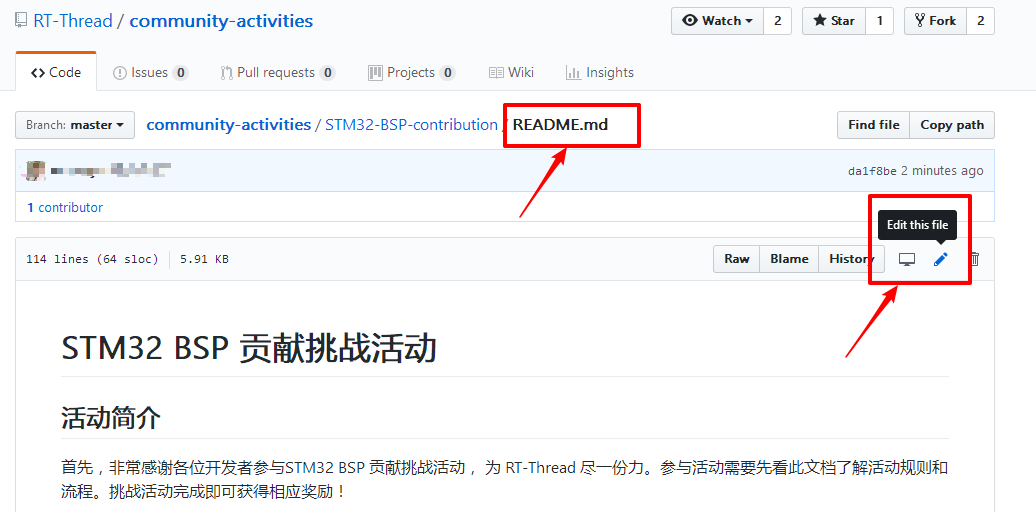 RT-Thread / community-activities
Watch 2 Star 1 Fork 2
Code Issues 0 Pull requests 0 Projects 0 Wiki Insights
Branch: master community-activities / STM32-BSP-contribution / README.md Find file Copy path
da1f8be 2 minutes ago
1 contributor
Edit this file
114 lines (64 sloc) 5.91 KB Raw Blame History
STM32 BSP 贡献挑战活动
活动简介
首先，非常感谢各位开发者参与STM32 BSP 贡献挑战活动， 为 RT-Thread 尽一份力。参与活动需要先看此文档了解活动规则和
流程。挑战活动完成即可获得相应奖励！